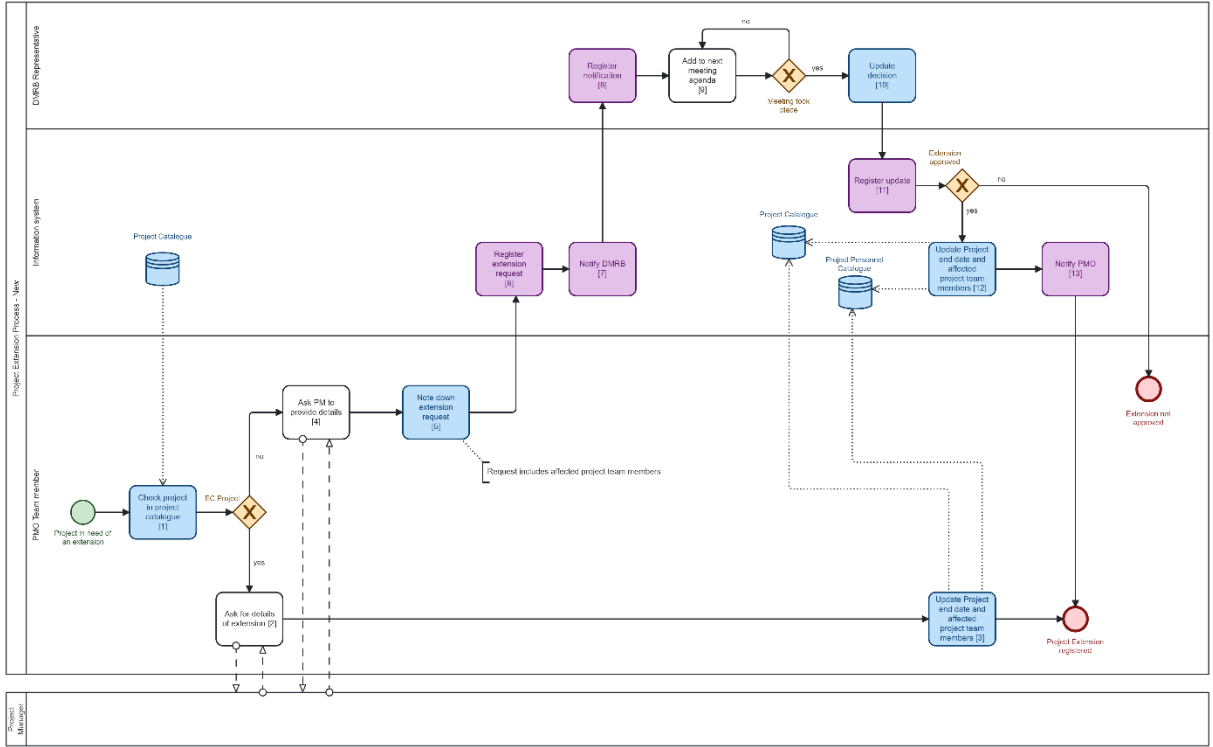 Project Extension Process - New
DMRB Representative
Register
notification
[8]
Add to next
meeting
agenda
[9]
no
Meeting took
place
yes
Update
decision
[10]
Information system
Project Catalogue
Register
extension
request
[6]
Notify DMRB
[7]
Register update
[11]
Extension
approved
no
yes
Project Catalogue
Project Personnel
Catalogue
Update Project
end date and
affected
project team
members [12]
Notify PMO
[13]
PMO Team member
Project in need of
an extension
Check project
in project
catalogue
[1]
EC Project
no
yes
Ask PM to
provide details
[4]
Note down
extension
request
[5]
Request includes affected project team members
Ask for details
of extension [2]
Update Project
end date and
affected
project team
members [3]
Extension not
approved
Project Extension
registered
Project
Manager